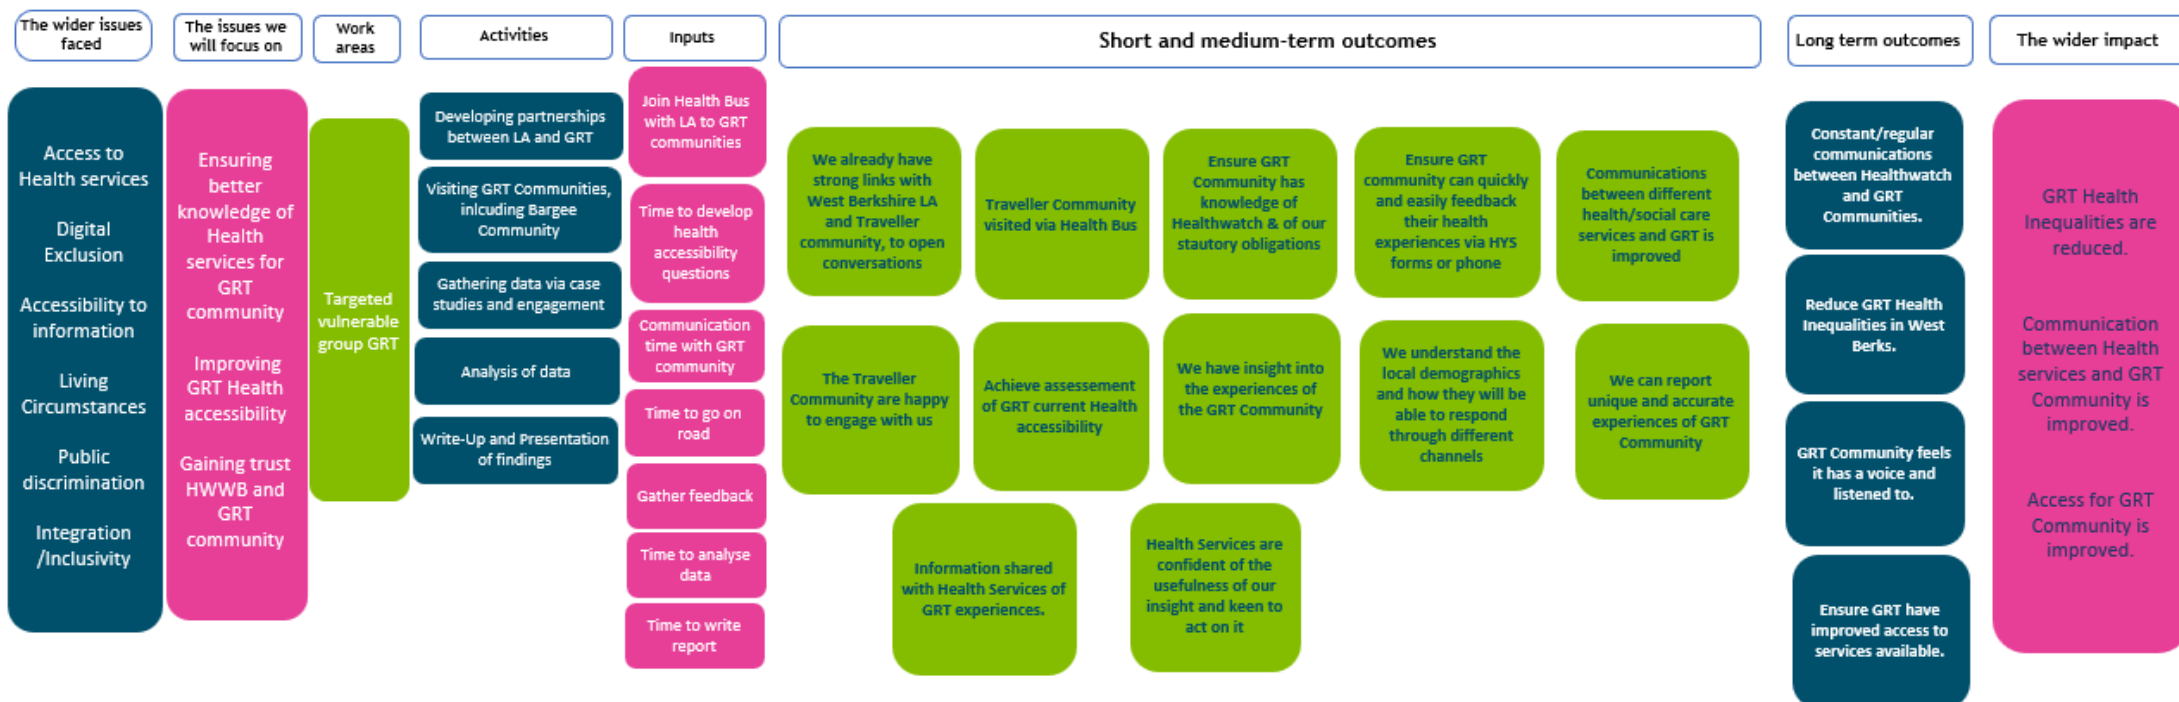 The wider issues
faced
The issues we
will focus on
Work
areas
Activities
Inputs
Short and medium-term outcomes
Long term outcomes
The wider impact
Access to
Health services
Digital
Exclusion
Accessibility to
information
Living
Circumstances
Public
discrimination
Integration
/Inclusivity
Ensuring
better
knowledge of
Health
services for
GRT
community
Improving
GRT Health
accessibility
Gaining trust
HWWB and
GRT
community
Targeted
vulnerable
group GRT
Developing partnerships
between LA and GRT
Visiting GRT Communities,
inlcuding Bargee
Community
Gathering data via case
studies and engagement
Analysis of data
Write-Up and Presentation
of findings
Join Health Bus
with LA to GRT
communities
Time to develop
health
accessibility
questions
Communication
time with GRT
community
Time to go on
road
Gather feedback
Time to analyse
data
Time to write
report
We already have
strong links with
West Berkshire LA
and Traveller
community, to open
conversations
Traveller Community
visited via Health Bus
Ensure GRT
Community has
knowledge of
Healthwatch & of our
stautory obligations
Ensure GRT
community can quickly
and easily feedback
their health
experiences via HYS
forms or phone
Communications
between different
health/social care
services and GRT is
improved
The Traveller
Community are happy
to engage with us
Achieve assessement
of GRT current Health
accessibility
We have insight into
the experiences of
the GRT Community
We understand the
local demographics
and how they will be
able to respond
through different
channels
We can report
unique and accurate
experiences of GRT
Community
Information shared
with Health Services of
GRT experiences.
Health Services are
confident of the
usefulness of our
insight and keen to
act on it
Constant/regular
communications
between Healthwatch
and GRT
Communities.
Reduce GRT Health
Inequalities in West
Berks.
GRT Community feels
it has a voice and
listened to.
Ensure GRT have
improved access to
services available.
GRT Health
Inequalities are
reduced.
Communication
between Health
services and GRT
Community is
improved.
Access for GRT
Community is
improved.